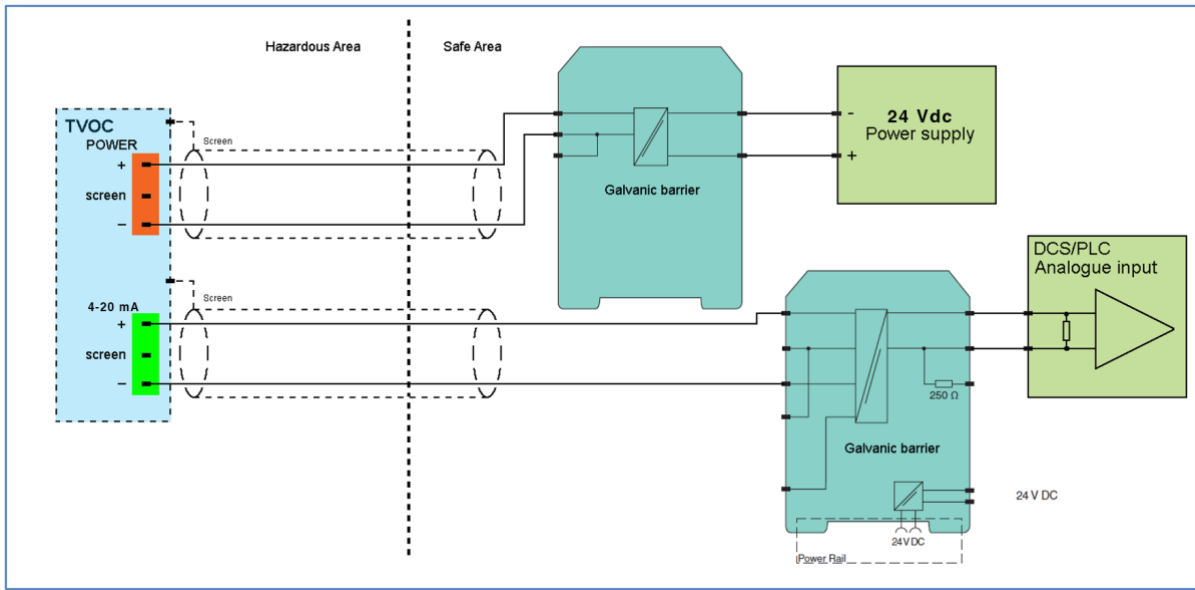 Hazardous Area
Safe Area
TVOC
POWER
+
screen
−
Screen
Galvanic barrier
-
24 Vdc
Power supply
+
4-20 mA
+
screen
−
Screen
250 Ω
Galvanic barrier
24 V DC
24V DC
Power Rail
DCS/PLC
Analogue input